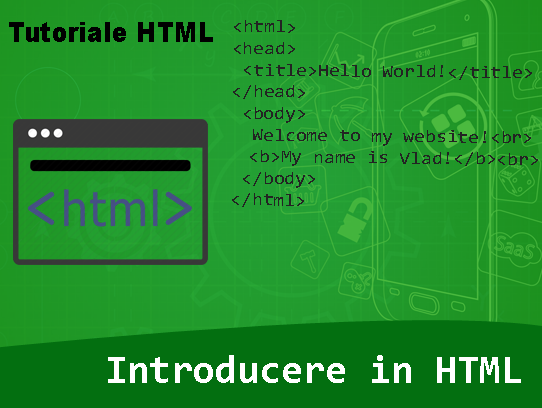 Tutoriale HTML
<html>
<head>
<title>Hello World!</title>
</head>
<body>
Welcome to my website!<br>
<b>My name is Vlad!</b><br>
</body>
</html>
<html>
SaaS
Introducere in HTML